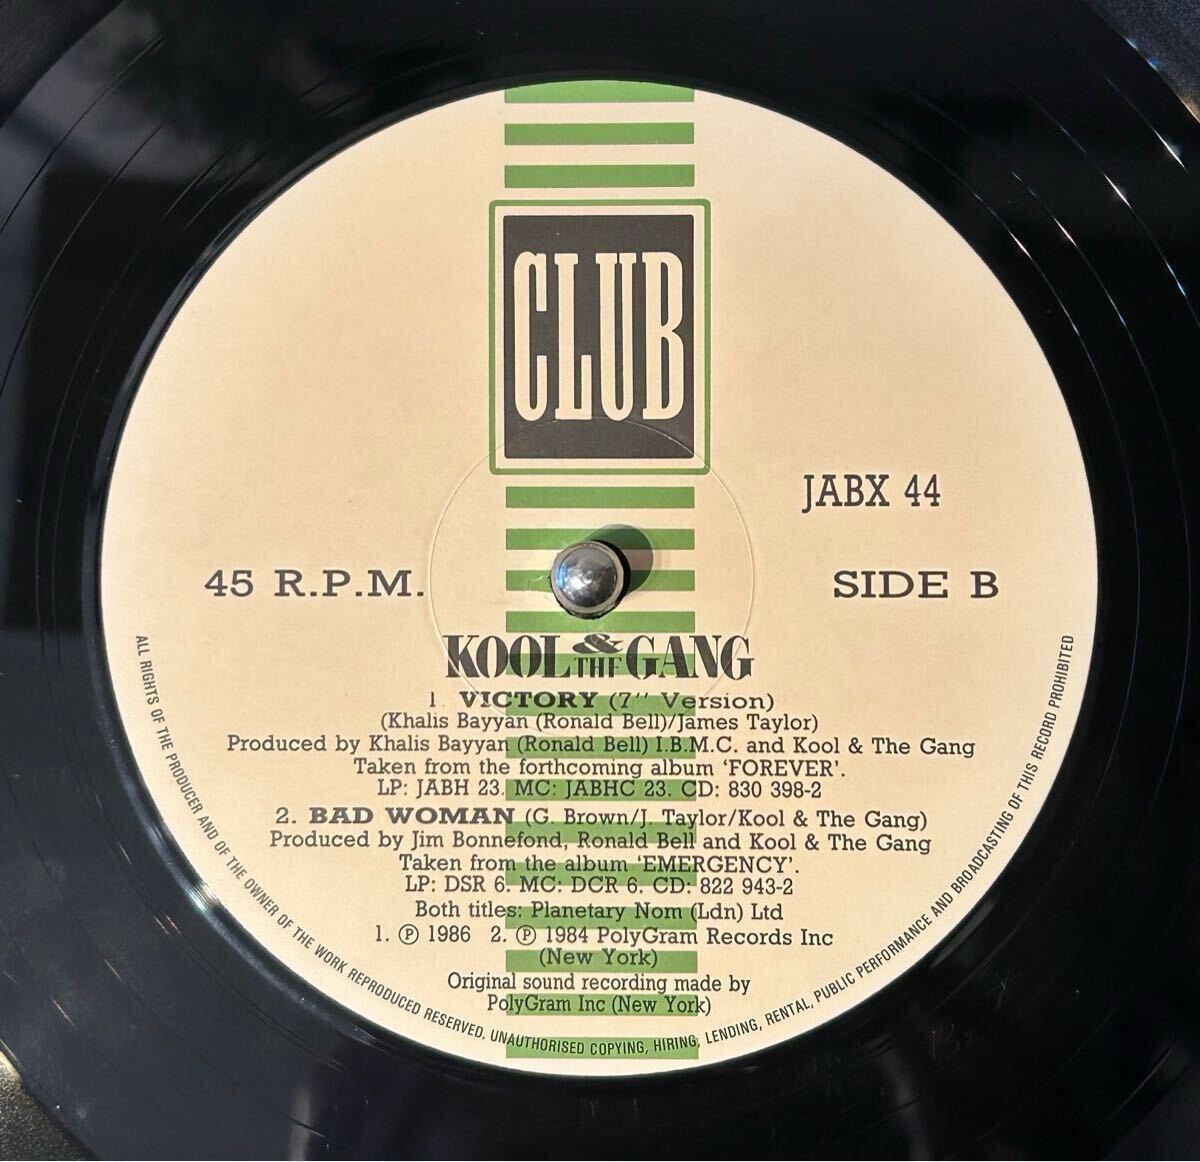 CLUB
JABX 44
45 R.P.M.
SIDE B
KOOL & THE GANG
1. VICTORY (7" Version)
(Khalis Bayyan (Ronald Bell)/James Taylor)
Produced by Khalis Bayyan (Ronald Bell) I.B.M.C. and Kool & The Gang
Taken from the forthcoming album 'FOREVER'.
LP: JABH 23. MC: JABHC 23. CD: 830 398-2
2. BAD WOMAN (G. Brown/J. Taylor/Kool & The Gang)
Produced by Jim Bonnefond, Ronald Bell and Kool & The Gang
Taken from the album 'EMERGENCY'.
LP: DSR 6. MC: DCR 6. CD: 822 943-2
Both titles: Planetary Nom (Ldn) Ltd
1. Ⓟ 1986 2. Ⓟ 1984 PolyGram Records Inc
(New York)
Original sound recording made by
PolyGram Inc (New York)
ALL RIGHTS OF THE PRODUCER AND OF THE OWNER OF THE WORK REPRODUCED RESERVED. UNAUTHORISED COPYING, HIRING, LENDING, RENTAL, PUBLIC PERFORMANCE AND BROADCASTING OF THIS RECORD PROHIBITED